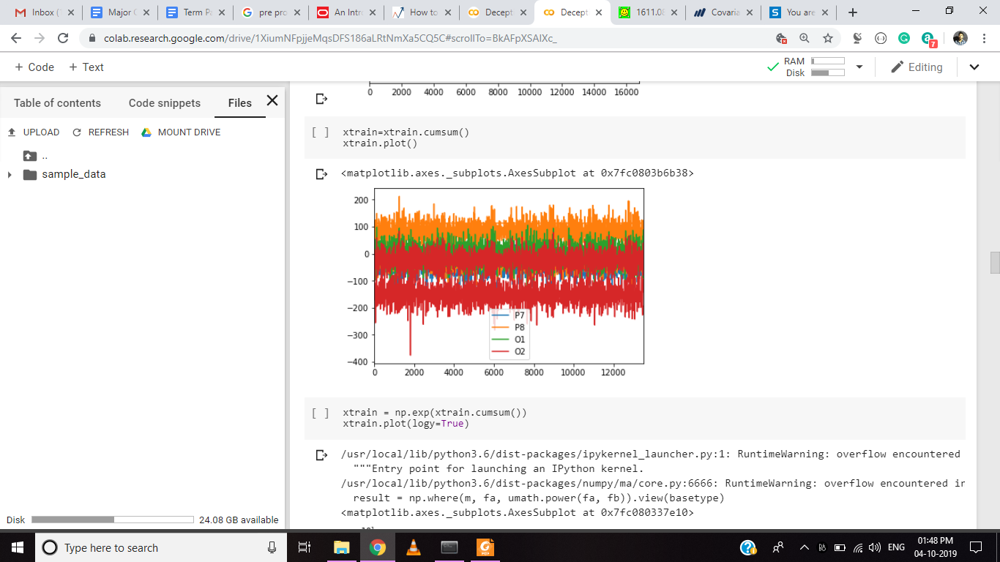 Inbox (
Major C
Term Pa
pre pro
An Intr
How to
Decept
Decept
1611.08
Covaria
You are
colab.research.google.com/drive/1XiumNFpjjeMqsDFS186aLRtNmXa5CQ5C#scrollTo=BkAFpXSAlXc_
7
+ Code + Text
RAM
Disk
Editing
Table of contents Code snippets Files
UPLOAD REFRESH MOUNT DRIVE
..
sample_data
0 2000 4000 6000 8000 10000 12000 14000 16000
[ ] xtrain=xtrain.cumsum()
xtrain.plot()
<matplotlib.axes._subplots.AxesSubplot at 0x7fc0803b6b38>
200
100
0
−100
−200
−300
−400
P7
P8
O1
O2
0 2000 4000 6000 8000 10000 12000
[ ] xtrain = np.exp(xtrain.cumsum())
xtrain.plot(logy=True)
/usr/local/lib/python3.6/dist-packages/ipykernel_launcher.py:1: RuntimeWarning: overflow encountered
"""Entry point for launching an IPython kernel.
/usr/local/lib/python3.6/dist-packages/numpy/ma/core.py:6666: RuntimeWarning: overflow encountered in
result = np.where(m, fa, umath.power(fa, fb)).view(basetype)
<matplotlib.axes._subplots.AxesSubplot at 0x7fc080337e10>
Disk 24.08 GB available
Type here to search
ENG
01:48 PM
04-10-2019